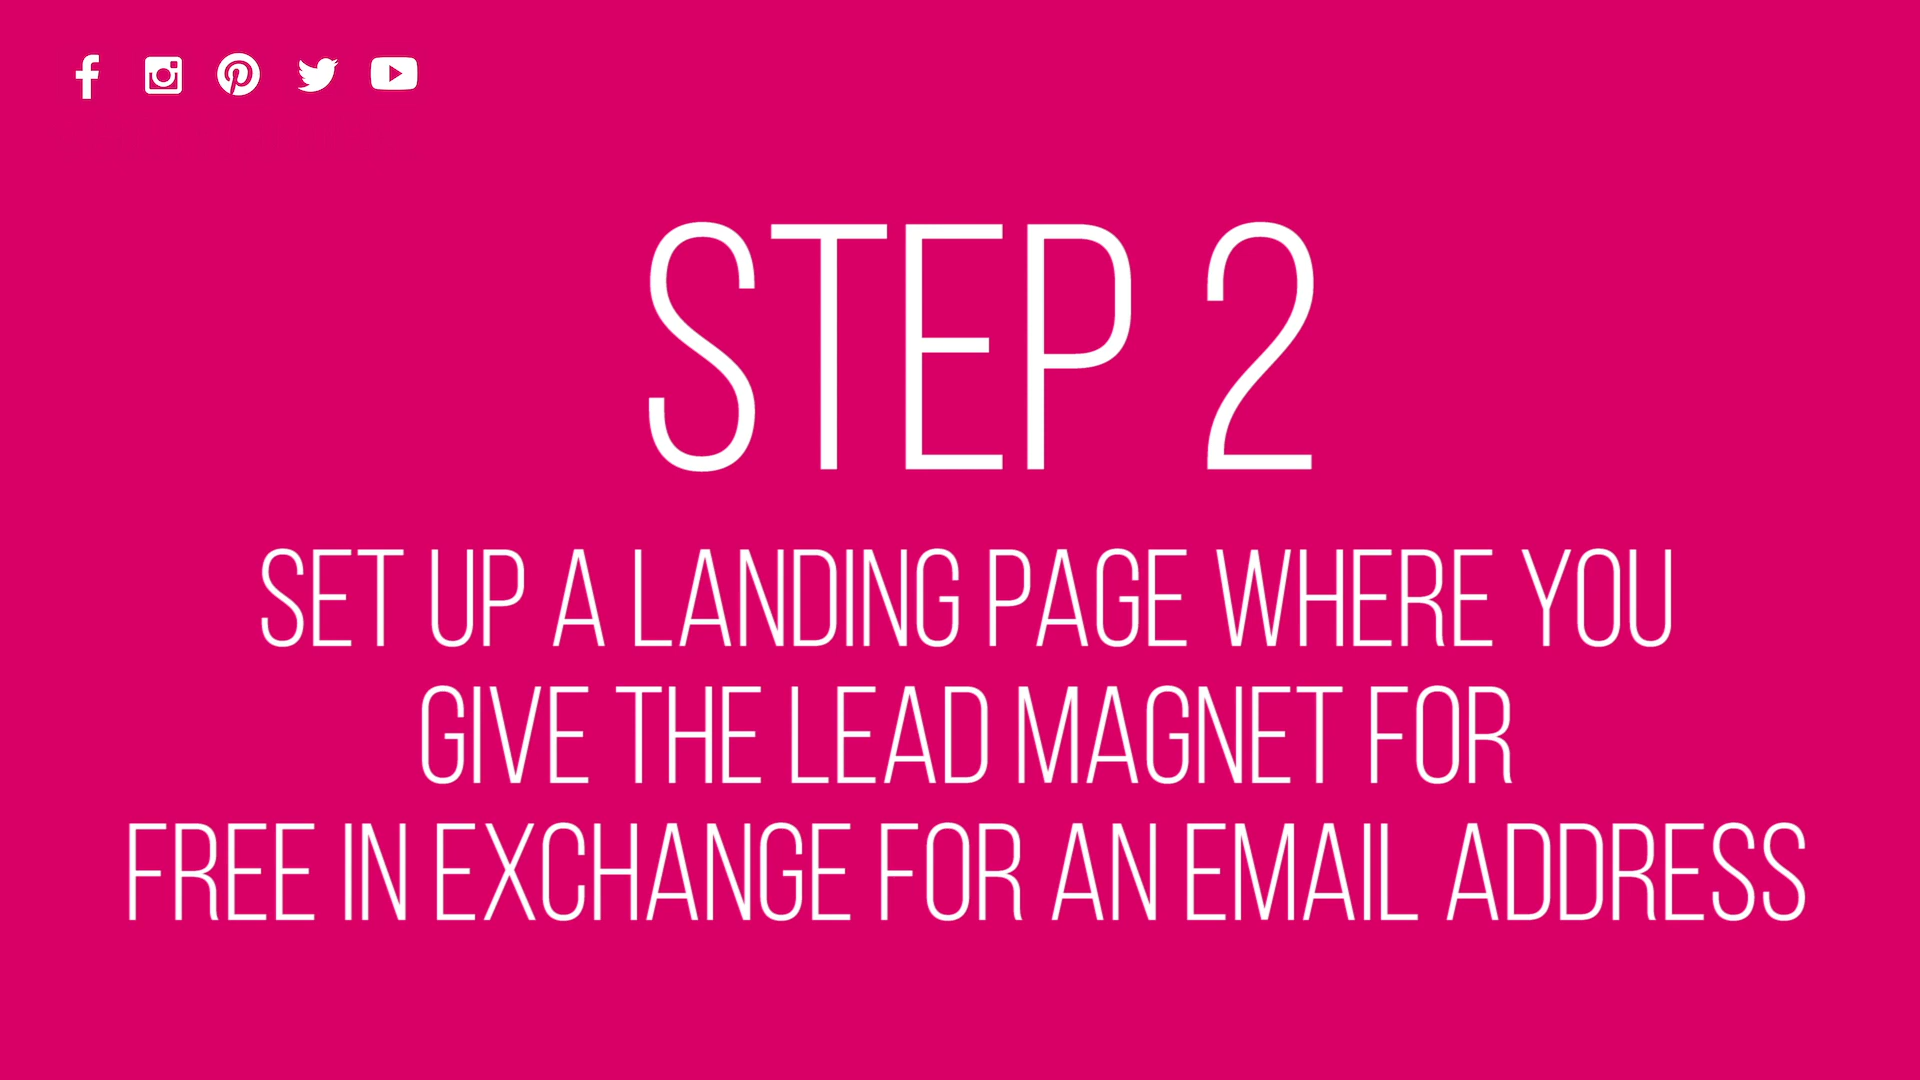 STEP 2
SET UP A LANDING PAGE WHERE YOU
GIVE THE LEAD MAGNET FOR
FREE IN EXCHANGE FOR AN EMAIL ADDRESS